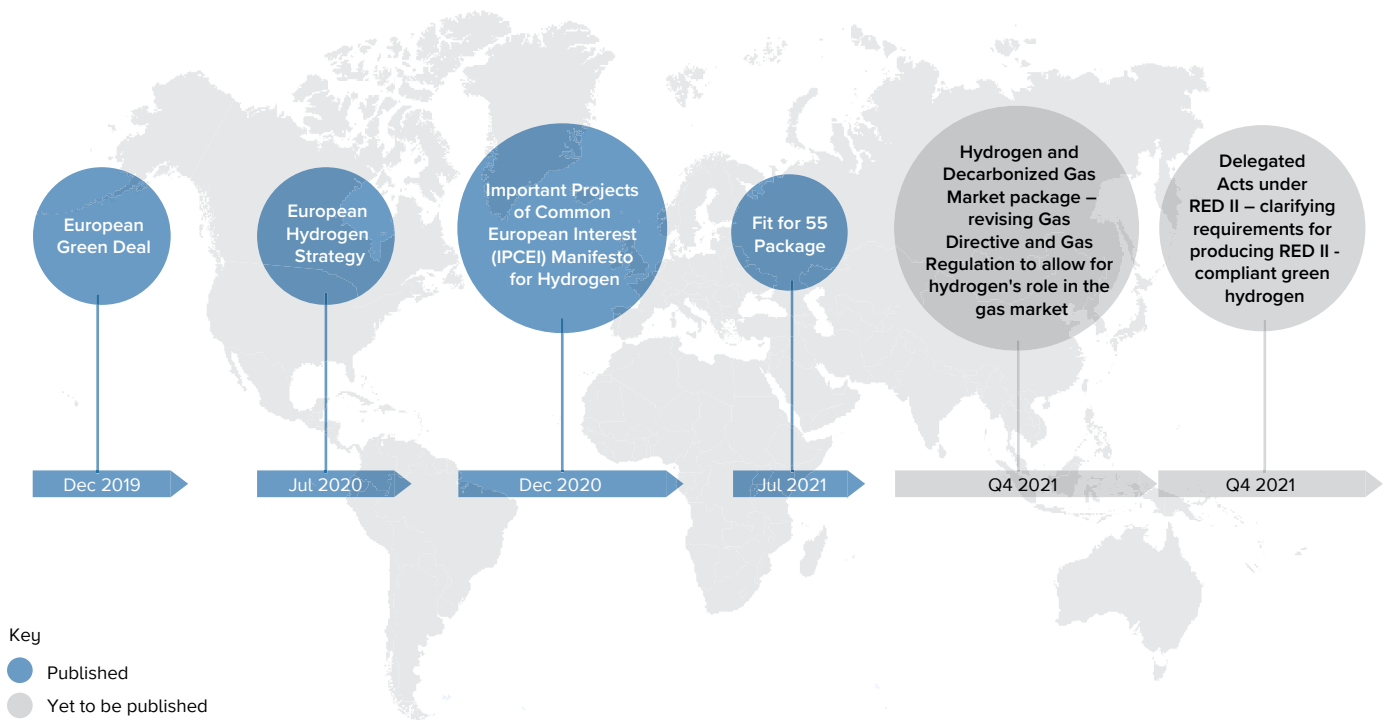 European
Green Deal
European
Hydrogen
Strategy
Important Projects
of Common
European Interest
(IPCEI) Manifesto
for Hydrogen
Fit for 55
Package
Hydrogen and
Decarbonized Gas
Market package –
revising Gas
Directive and Gas
Regulation to allow for
hydrogen's role in the
gas market
Delegated
Acts under
RED II – clarifying
requirements for
producing RED II -
compliant green
hydrogen
Dec 2019
Jul 2020
Dec 2020
Jul 2021
Q4 2021
Q4 2021
Key
Published
Yet to be published